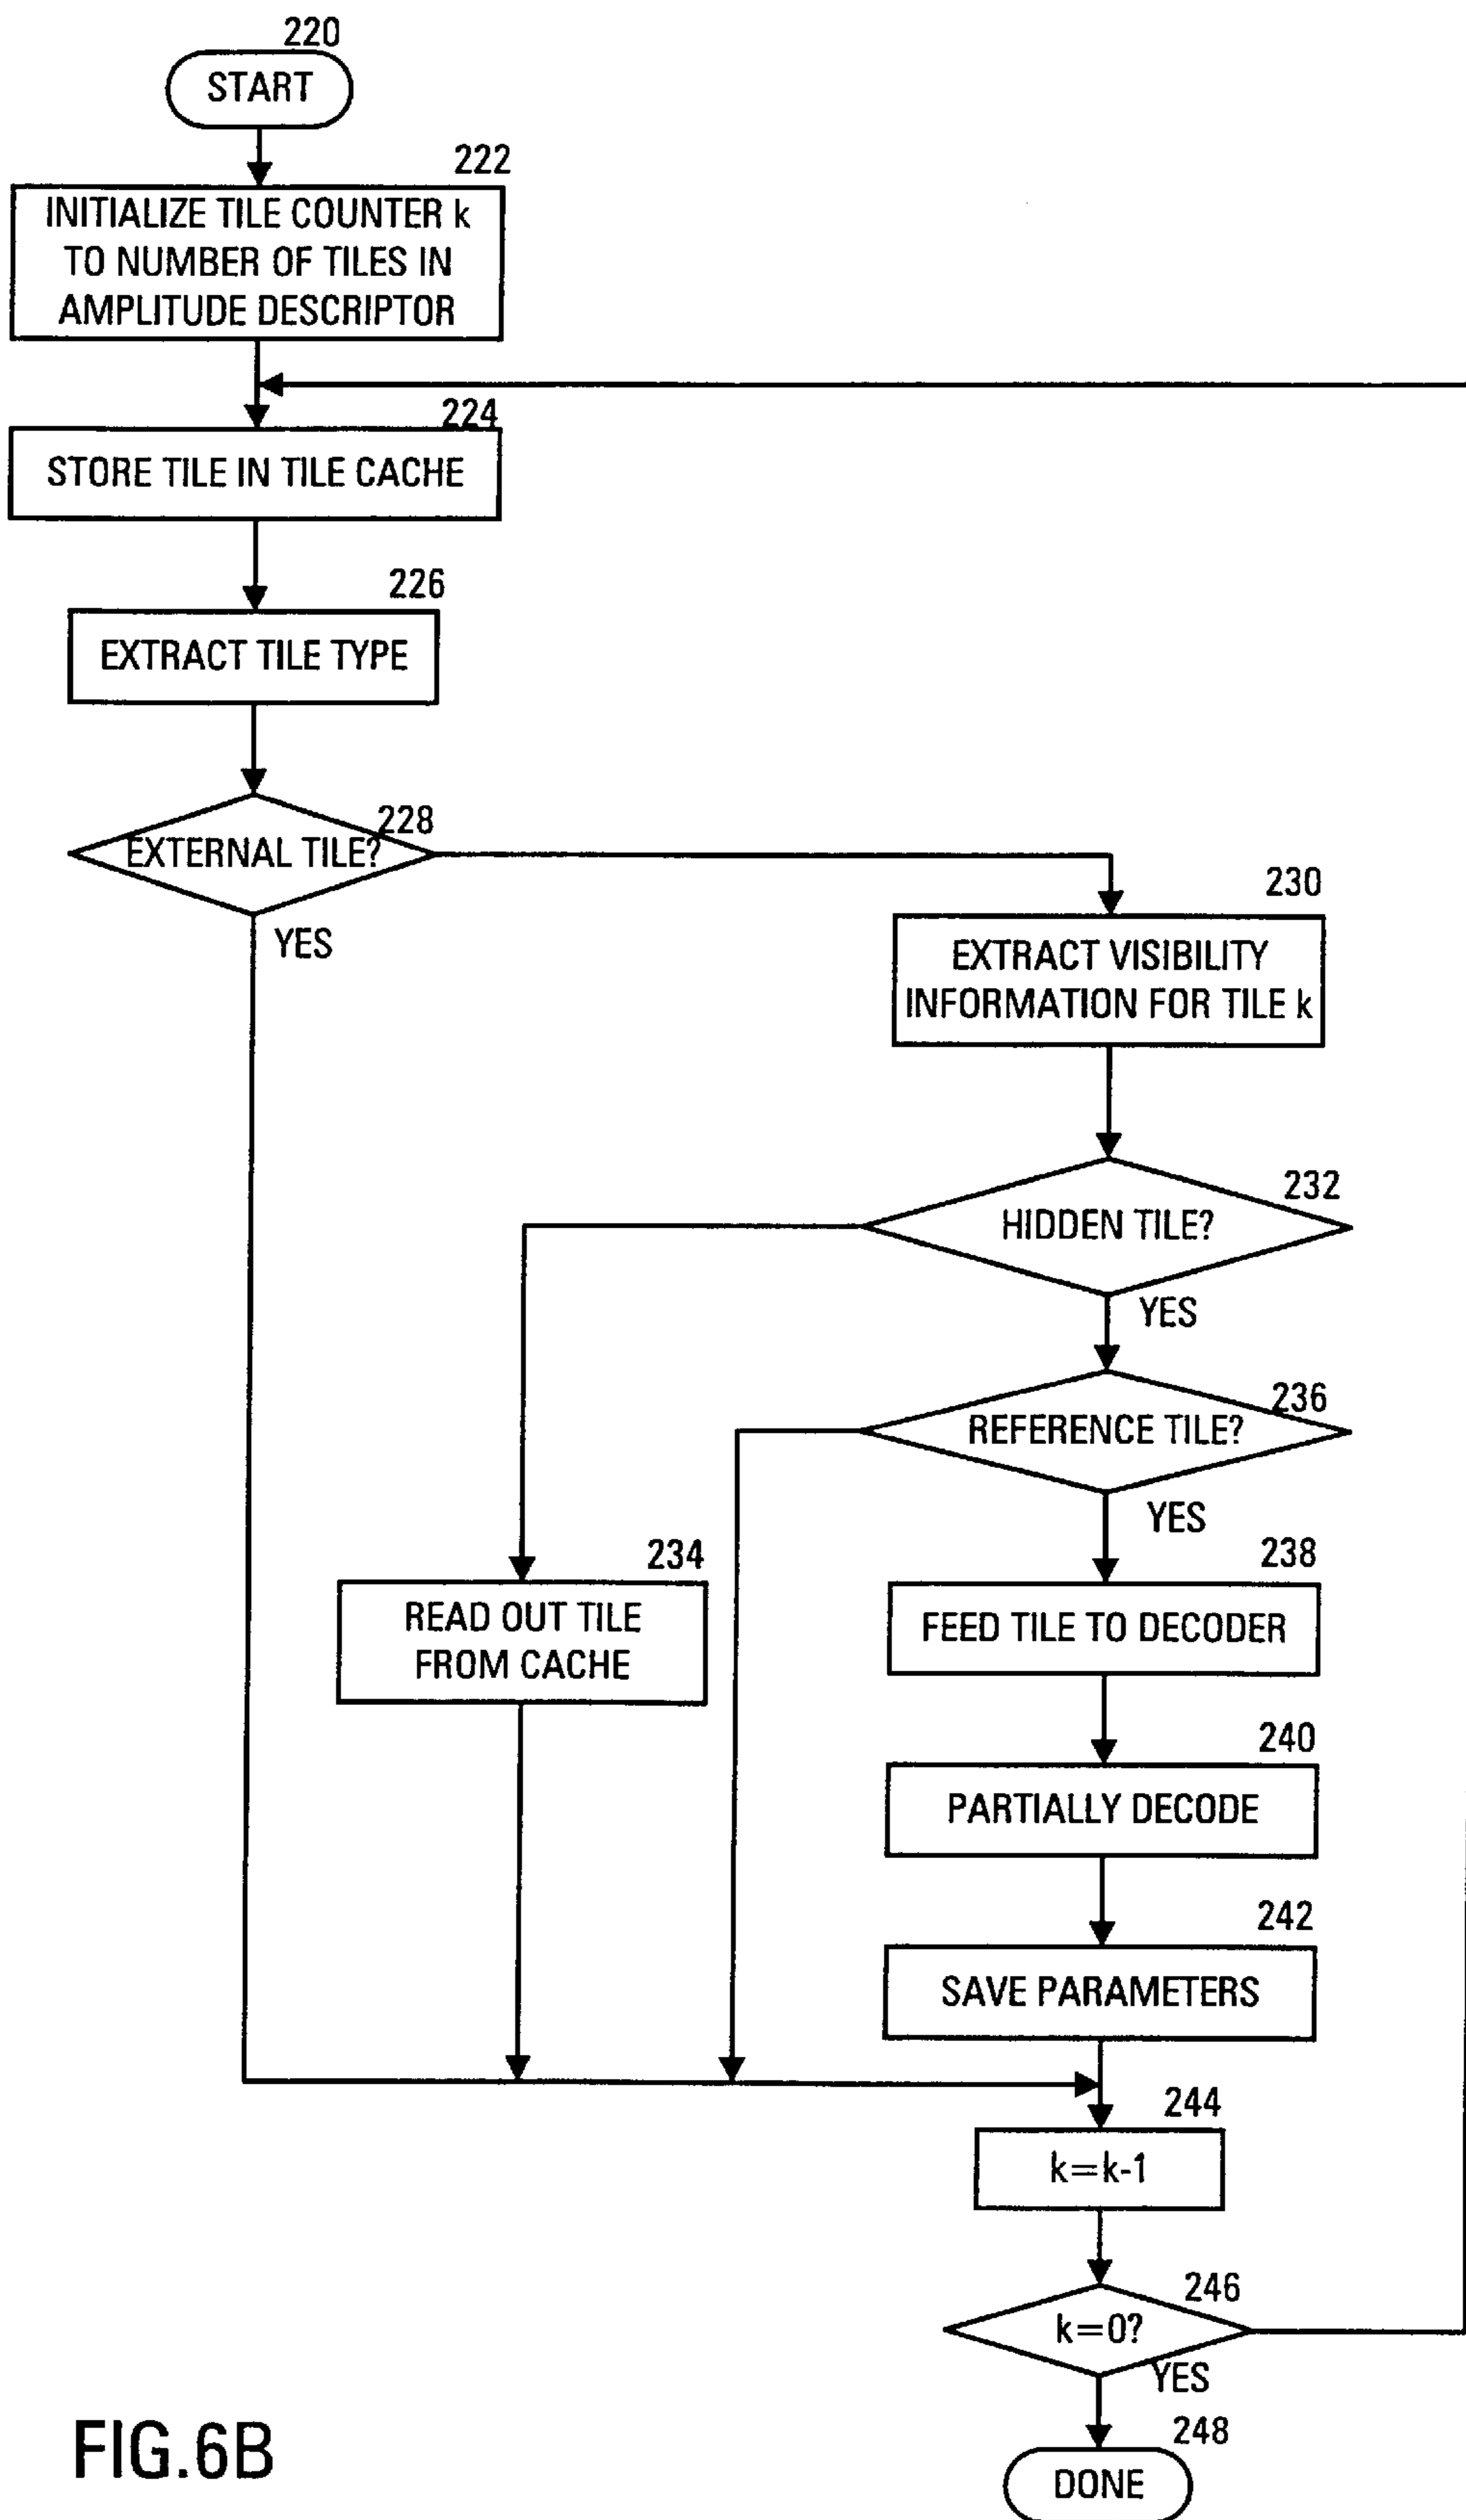 220
START
222
INITIALIZE TILE COUNTER k
TO NUMBER OF TILES IN
AMPLITUDE DESCRIPTOR
224
STORE TILE IN TILE CACHE
226
EXTRACT TILE TYPE
228
EXTERNAL TILE?
YES
230
EXTRACT VISIBILITY
INFORMATION FOR TILE k
232
HIDDEN TILE?
YES
236
REFERENCE TILE?
YES
234
READ OUT TILE
FROM CACHE
238
FEED TILE TO DECODER
240
PARTIALLY DECODE
242
SAVE PARAMETERS
244
k=k-1
246
k=0?
YES
248
DONE
FIG.6B